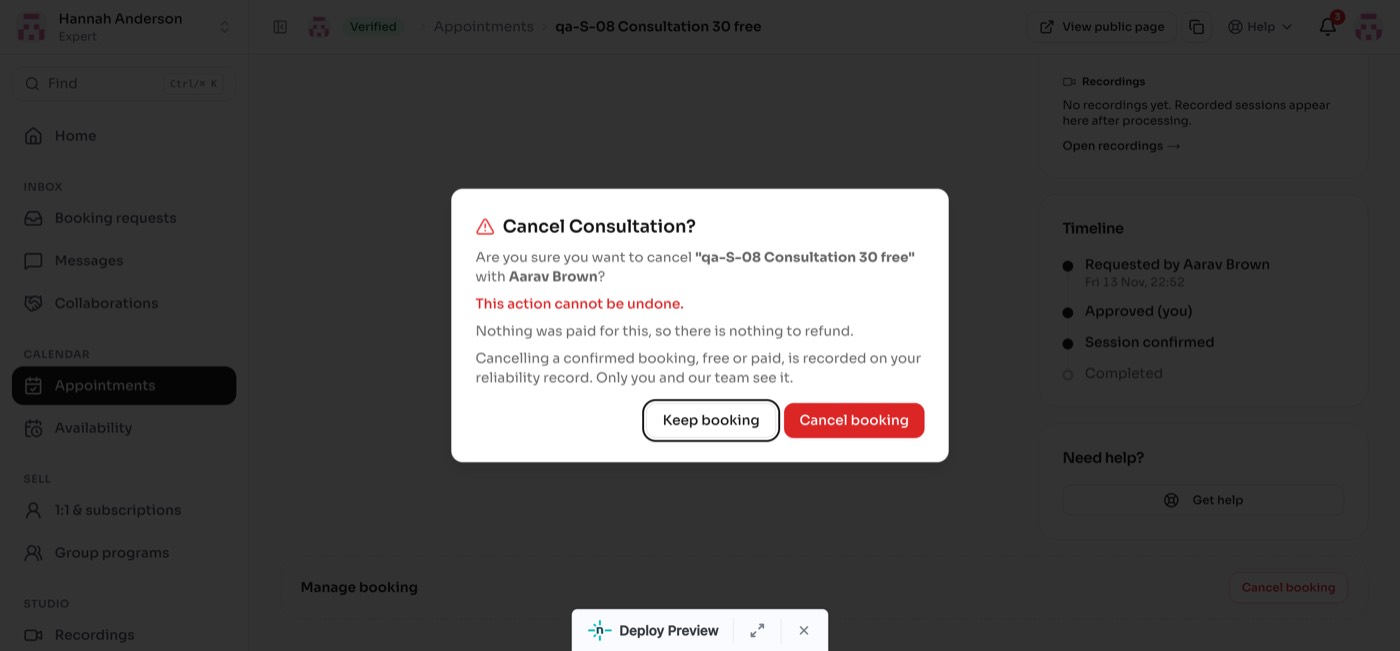 Hannah Anderson
Expert
Verified
Appointments
qa-S-08 Consultation 30 free
View public page
Help
3
Find
Ctrl/⌘ K
Home
INBOX
Booking requests
Messages
Collaborations
CALENDAR
Appointments
Availability
SELL
1:1 & subscriptions
Group programs
STUDIO
Recordings
Recordings
No recordings yet. Recorded sessions appear
here after processing.
Open recordings →
Timeline
Requested by Aarav Brown
Fri 13 Nov, 22:52
Approved (you)
Session confirmed
Completed
Need help?
Get help
Manage booking
Cancel booking
Cancel Consultation?
Are you sure you want to cancel "qa-S-08 Consultation 30 free"
with Aarav Brown?
This action cannot be undone.
Nothing was paid for this, so there is nothing to refund.
Cancelling a confirmed booking, free or paid, is recorded on your
reliability record. Only you and our team see it.
Keep booking
Cancel booking
n
Deploy Preview